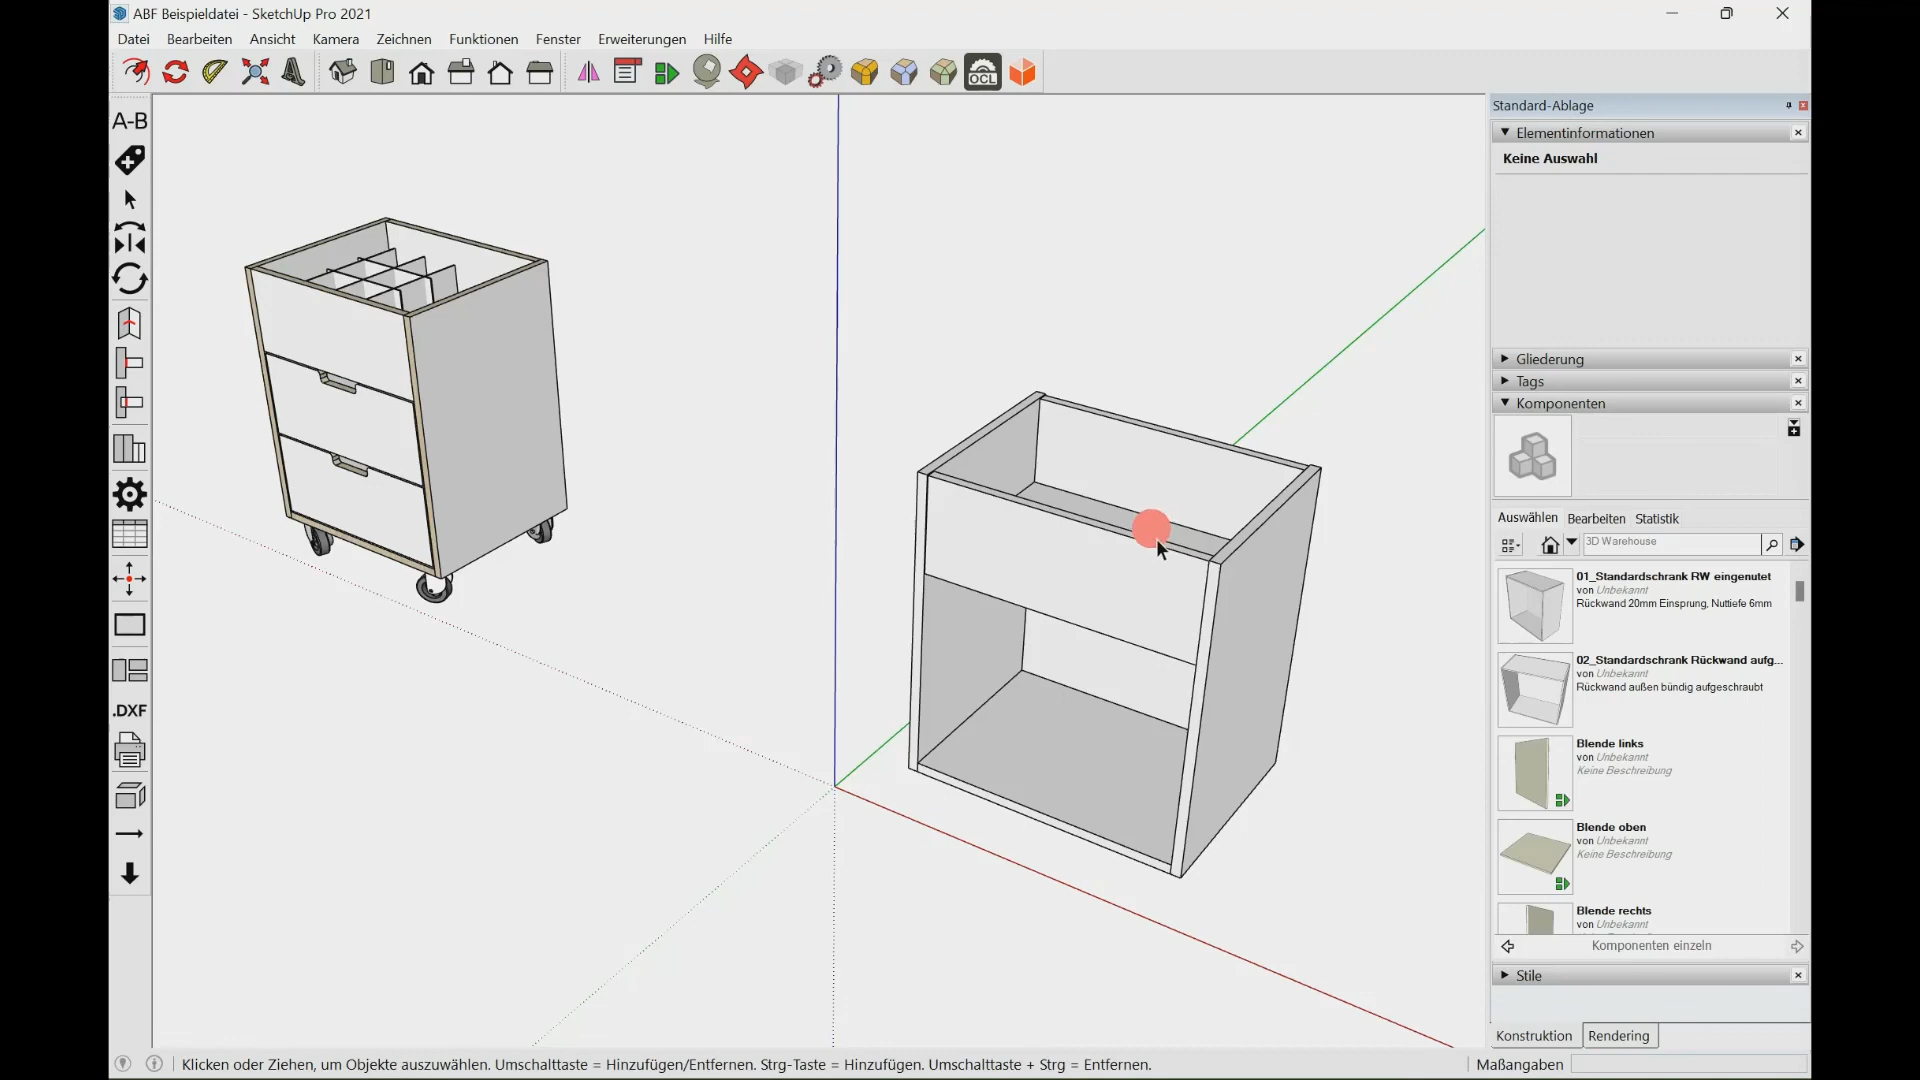 ABF Beispieldatei - SketchUp Pro 2021
Datei Bearbeiten Ansicht Kamera Zeichnen Funktionen Fenster Erweiterungen Hilfe
OCL
A-B
.DXF
Standard-Ablage
Elementinformationen
Keine Auswahl
Gliederung
Tags
Komponenten
Auswählen Bearbeiten Statistik
3D Warehouse
01_Standardschrank RW eingenutet
von Unbekannt
Rückwand 20mm Einsprung, Nuttiefe 6mm
02_Standardschrank Rückwand aufg...
von Unbekannt
Rückwand außen bündig aufgeschraubt
Blende links
von Unbekannt
Keine Beschreibung
Blende oben
von Unbekannt
Keine Beschreibung
Blende rechts
von Unbekannt
Komponenten einzeln
Stile
Konstruktion Rendering
Klicken oder Ziehen, um Objekte auszuwählen. Umschalttaste = Hinzufügen/Entfernen. Strg-Taste = Hinzufügen. Umschalttaste + Strg = Entfernen.
Maßangaben